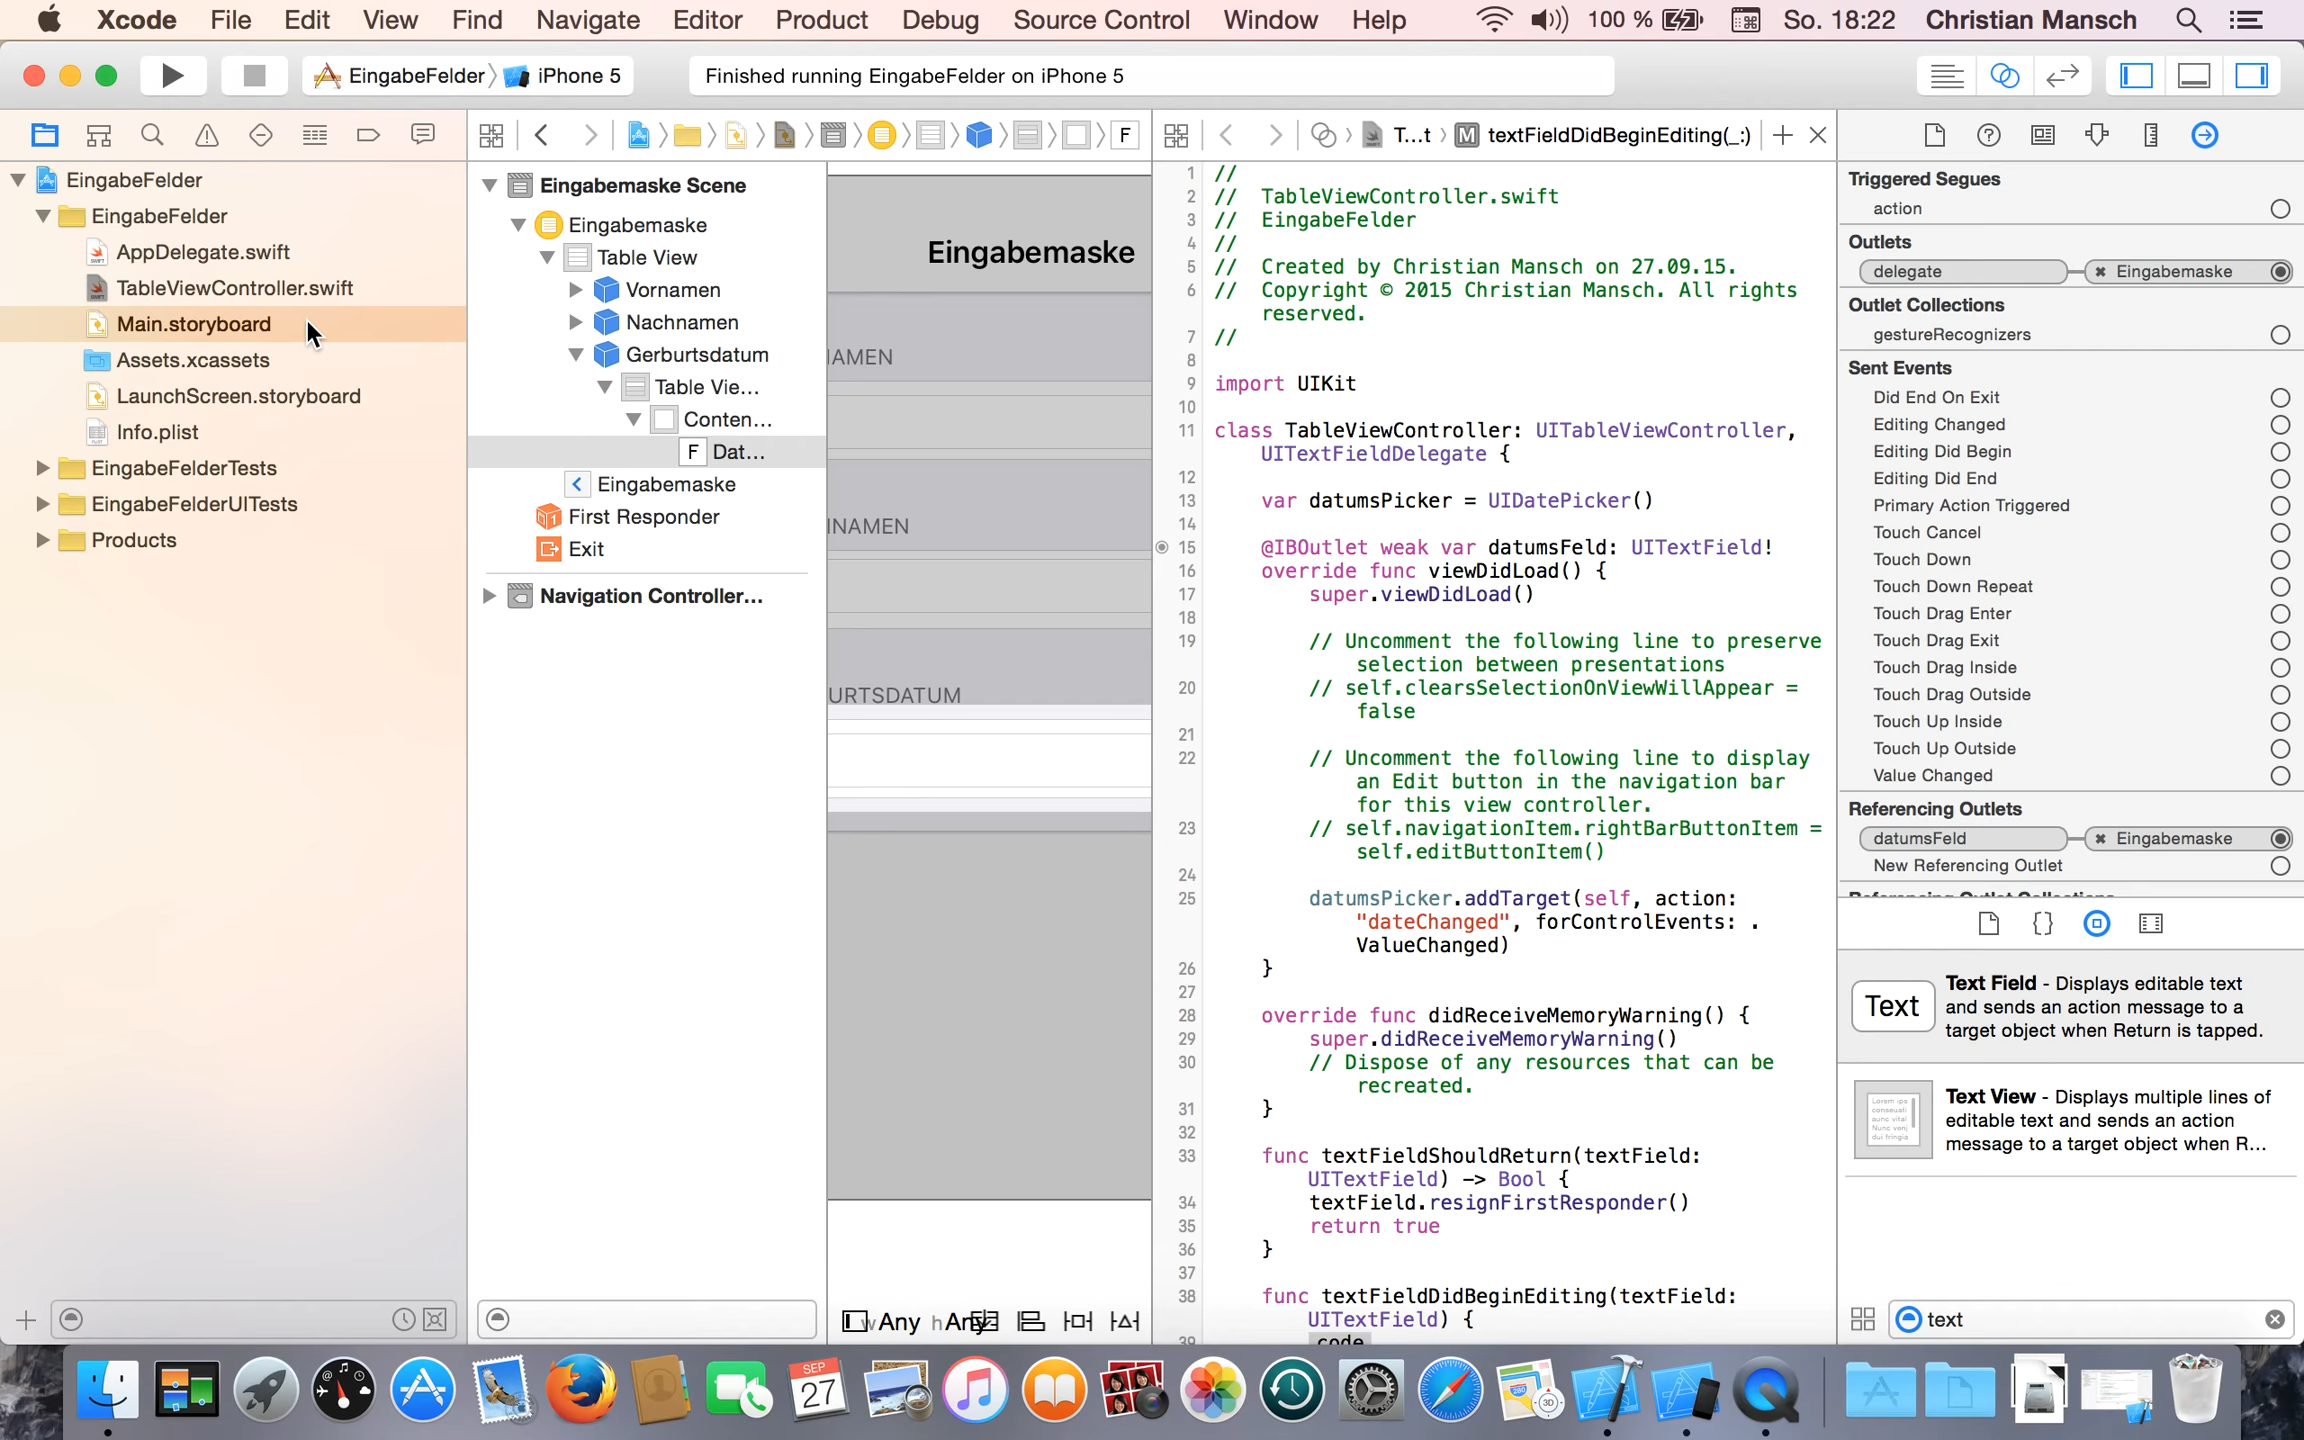 Xcode File Edit View Find Navigate Editor Product Debug Source Control Window Help 100 % So. 18:22 Christian Mansch
EingabeFelder iPhone 5
Finished running EingabeFelder on iPhone 5
T...t M textFieldDidBeginEditing(_:)
F
EingabeFelder
EingabeFelder
AppDelegate.swift
TableViewController.swift
Main.storyboard
Assets.xcassets
LaunchScreen.storyboard
Info.plist
EingabeFelderTests
EingabeFelderUITests
Products
Eingabemaske Scene
Eingabemaske
Table View
Vornamen
Nachnamen
Gerburtsdatum
Table Vie...
Conten...
F Dat...
Eingabemaske
First Responder
Exit
Navigation Controller...
Eingabemaske
NAMEN
INAMEN
URTSDATUM
Any h Any
1 //
2 // TableViewController.swift
3 // EingabeFelder
4 //
5 // Created by Christian Mansch on 27.09.15.
6 // Copyright © 2015 Christian Mansch. All rights
reserved.
7 //
8
9 import UIKit
10
11 class TableViewController: UITableViewController,
UITextFieldDelegate {
12
13 var datumsPicker = UIDatePicker()
14
15 @IBOutlet weak var datumsFeld: UITextField!
16 override func viewDidLoad() {
17 super.viewDidLoad()
18
19 // Uncomment the following line to preserve
selection between presentations
20 // self.clearsSelectionOnViewWillAppear =
false
21
22 // Uncomment the following line to display
an Edit button in the navigation bar
for this view controller.
23 // self.navigationItem.rightBarButtonItem =
self.editButtonItem()
24
25 datumsPicker.addTarget(self, action:
"dateChanged", forControlEvents: .
ValueChanged)
26 }
27
28 override func didReceiveMemoryWarning() {
29 super.didReceiveMemoryWarning()
30 // Dispose of any resources that can be
recreated.
31 }
32
33 func textFieldShouldReturn(textField:
UITextField) -> Bool {
34 textField.resignFirstResponder()
35 return true
36 }
37
38 func textFieldDidBeginEditing(textField:
UITextField) {
39 code
Triggered Segues
action
Outlets
delegate Eingabemaske
Outlet Collections
gestureRecognizers
Sent Events
Did End On Exit
Editing Changed
Editing Did Begin
Editing Did End
Primary Action Triggered
Touch Cancel
Touch Down
Touch Down Repeat
Touch Drag Enter
Touch Drag Exit
Touch Drag Inside
Touch Drag Outside
Touch Up Inside
Touch Up Outside
Value Changed
Referencing Outlets
datumsFeld Eingabemaske
New Referencing Outlet
Referencing Outlet Collections
Text
Text Field - Displays editable text
and sends an action message to a
target object when Return is tapped.
Text View - Displays multiple lines of
editable text and sends an action
message to a target object when R...
text
SEP
27
280
3D